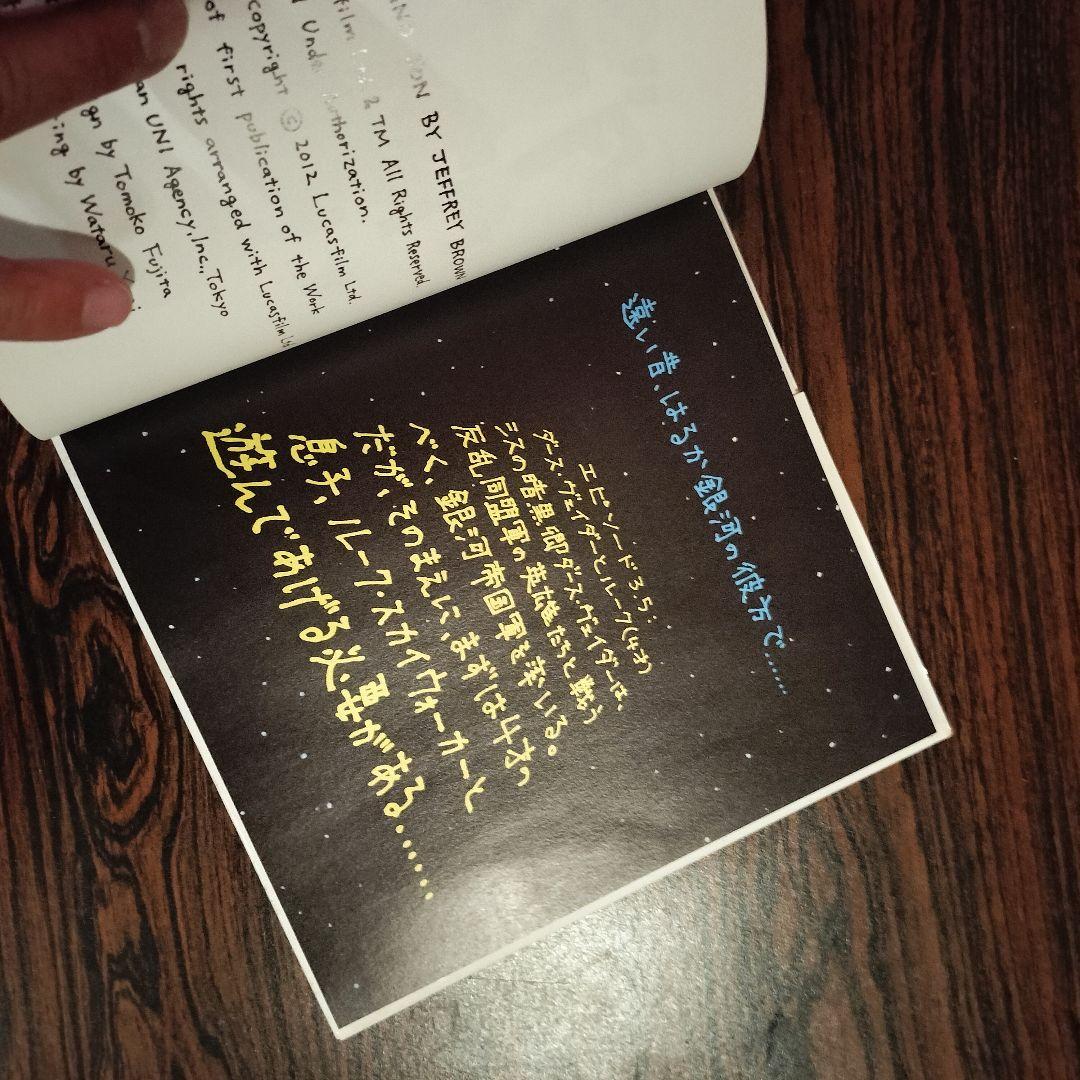 ION BY JEFFREY BROWN
film 2 TM All Rights Reserved
Authorization.
copyright © 2012 Lucasfilm Ltd.
of first publication of the Work
rights arranged with Lucasfilm
an UNI Agency, Inc., Tokyo
gn by Tomoko Fujita
ing by Wataru
遠い昔、はるか銀河の彼方で……
エピソード3.5:
ダース・ヴェイダーとルーク(4才)
シスの暗黒卿ダース・ヴェイダーは、
反乱同盟軍の英雄たちと戦う
べく、銀河帝国軍を率いる。
だが、そのまえに、まずは4才の
息子、ルーク・スカイウォーカーと
遊んであげる必要がある……